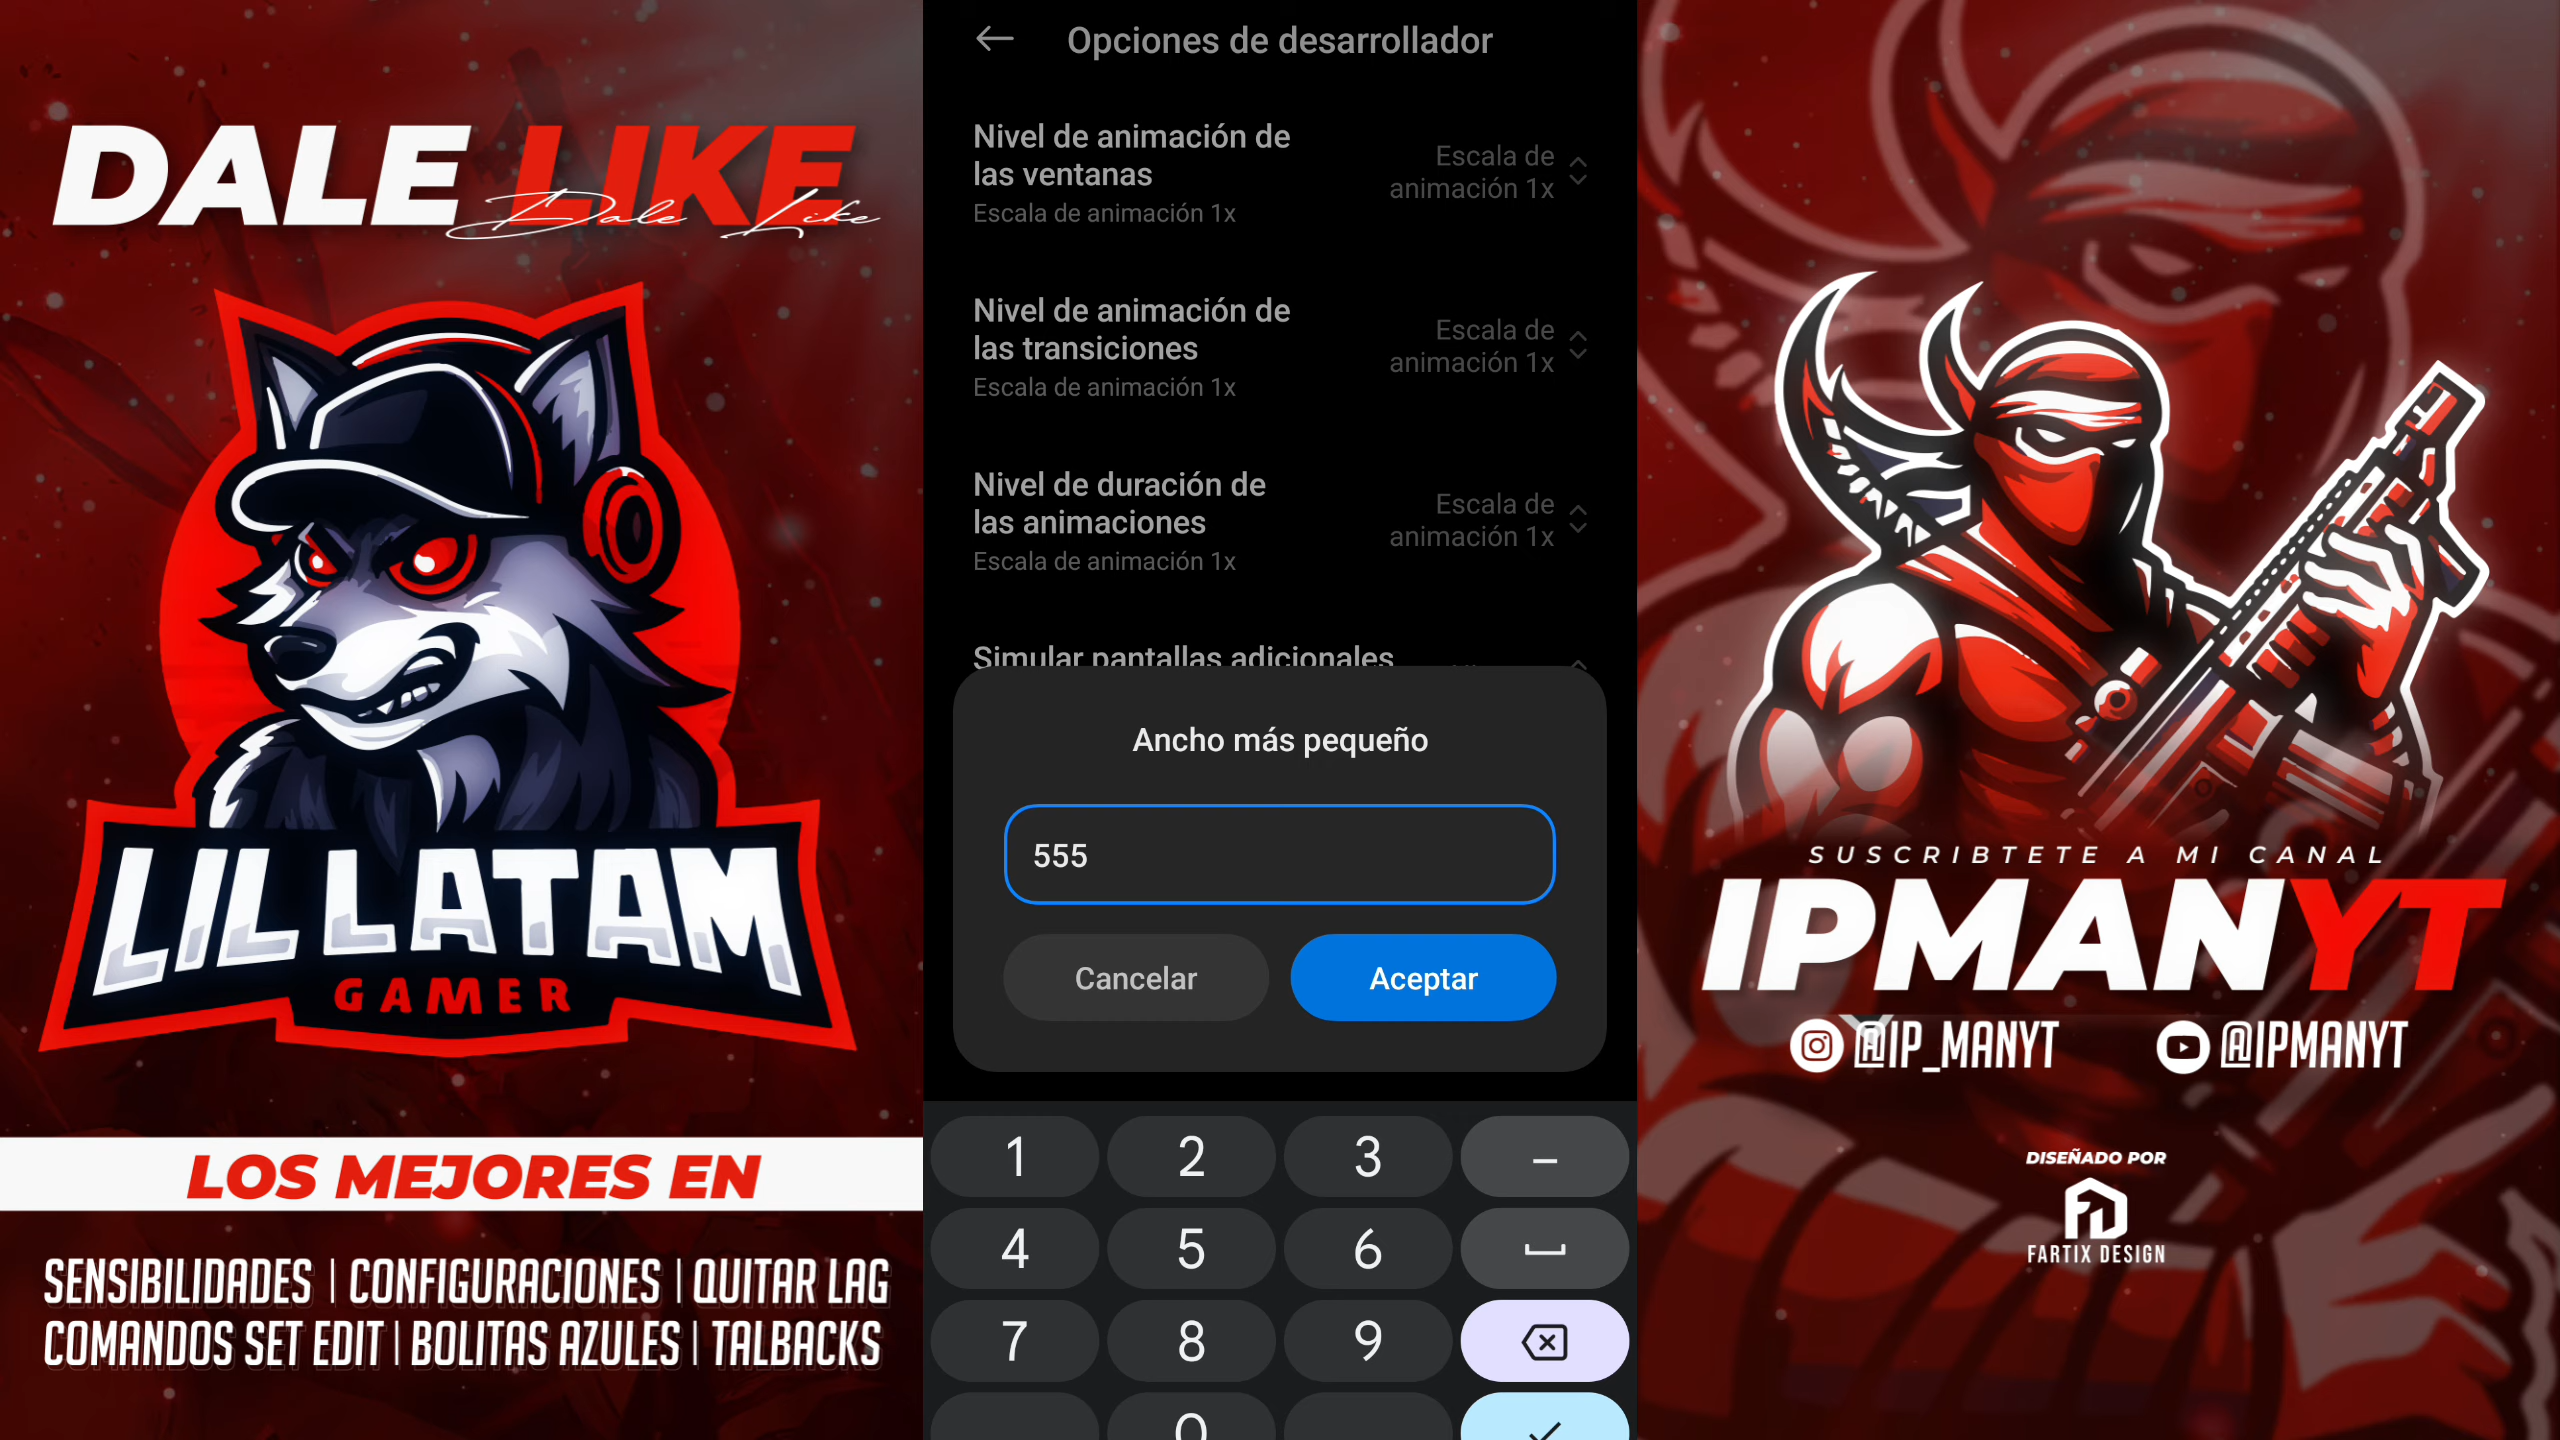 DALE LIKE
Dale Like
LIL LATAM
GAMER
LOS MEJORES EN
SENSIBILIDADES | CONFIGURACIONES | QUITAR LAG
COMANDOS SET EDIT | BOLITAS AZULES | TALBACKS
Opciones de desarrollador
Nivel de animación de
las ventanas
Escala de animación 1x
Escala de
animación 1x
Nivel de animación de
las transiciones
Escala de animación 1x
Escala de
animación 1x
Nivel de duración de
las animaciones
Escala de animación 1x
Escala de
animación 1x
Simular pantallas adicionales
Ancho más pequeño
555
Cancelar
Aceptar
1 2 3 –
4 5 6
7 8 9
0
SUSCRIBTETE A MI CANAL
IPMANYT
@IP_MANYT @IPMANYT
DISEÑADO POR
FD
FARTIX DESIGN